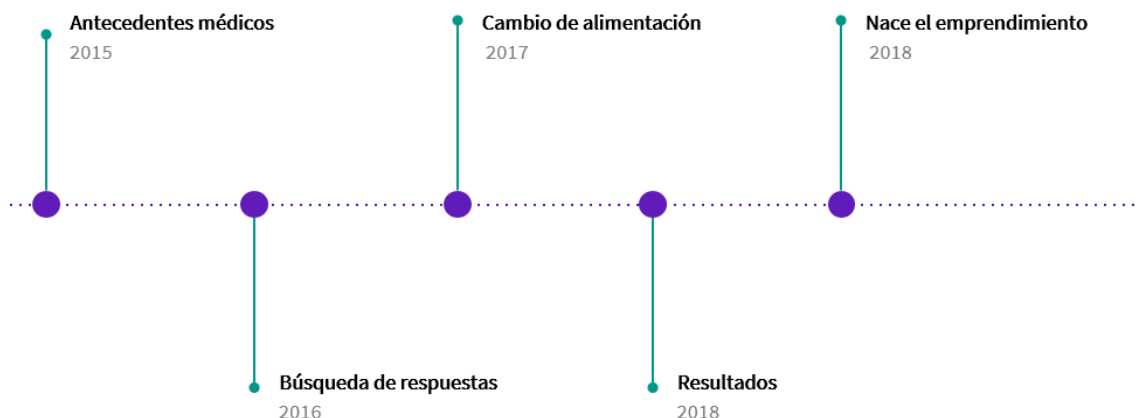 Antecedentes médicos
2015
Cambio de alimentación
2017
Nace el emprendimiento
2018
Búsqueda de respuestas
2016
Resultados
2018